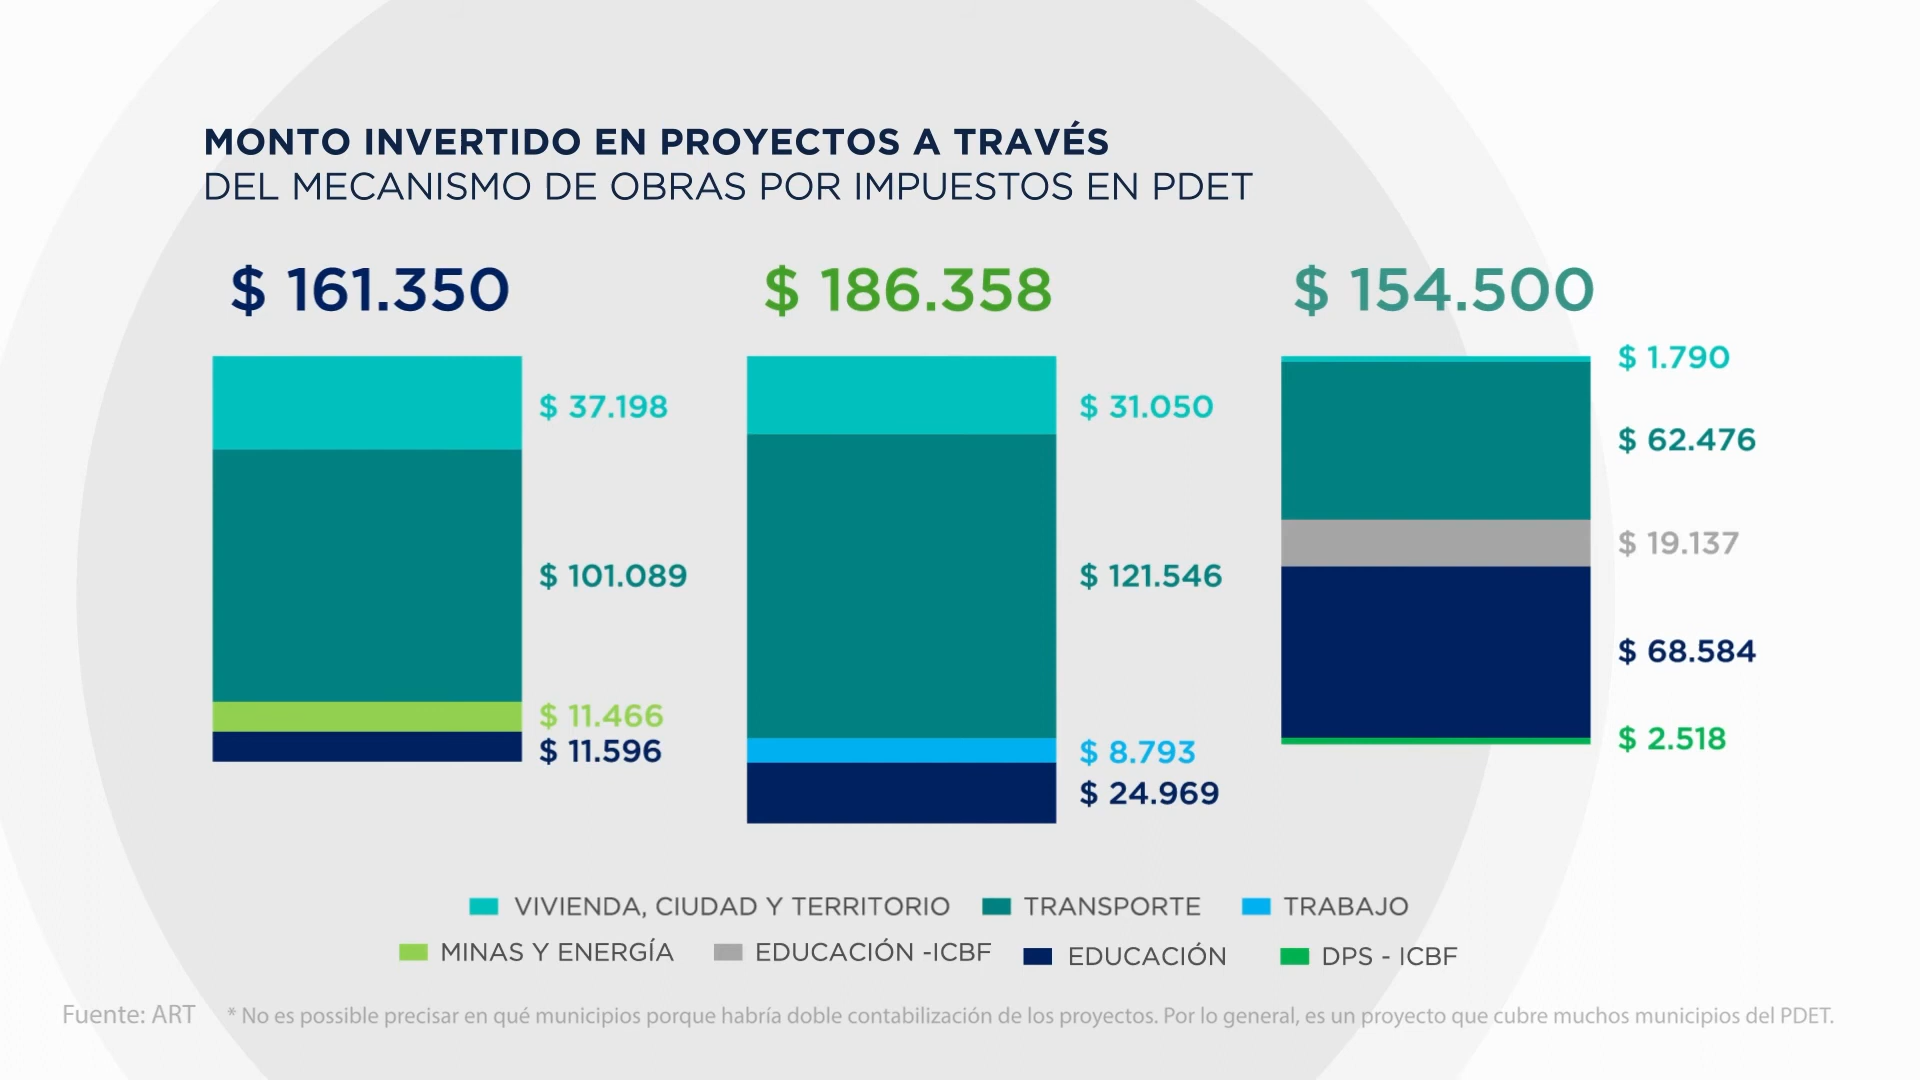 MONTO INVERTIDO EN PROYECTOS A TRAVÉS
DEL MECANISMO DE OBRAS POR IMPUESTOS EN PDET
$ 161.350
$ 37.198
$ 101.089
$ 11.466
$ 11.596
$ 186.358
$ 31.050
$ 121.546
$ 8.793
$ 24.969
$ 154.500
$ 1.790
$ 62.476
$ 19.137
$ 68.584
$ 2.518
VIVIENDA, CIUDAD Y TERRITORIO
TRANSPORTE
TRABAJO
MINAS Y ENERGÍA
EDUCACIÓN -ICBF
EDUCACIÓN
DPS - ICBF
Fuente: ART
* No es possible precisar en qué municipios porque habría doble contabilización de los proyectos. Por lo general, es un proyecto que cubre muchos municipios del PDET.